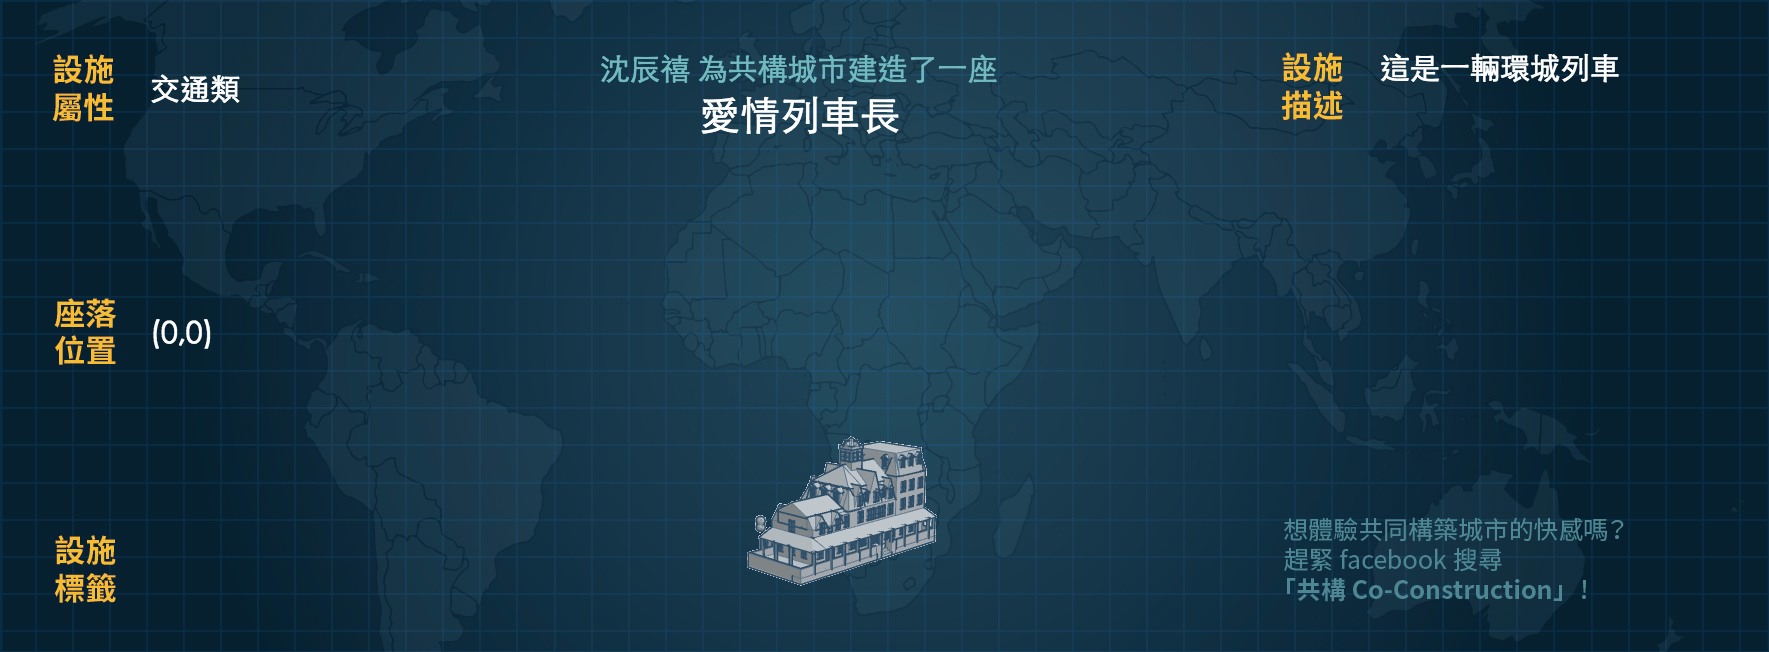 設施
屬性
交通類
沈辰禧 為共構城市建造了一座
愛情列車長
設施
描述
這是一輛環城列車
座落
位置
(0,0)
設施
標籤
想體驗共同構築城市的快感嗎?
趕緊 facebook 搜尋
「共構 Co-Construction」!